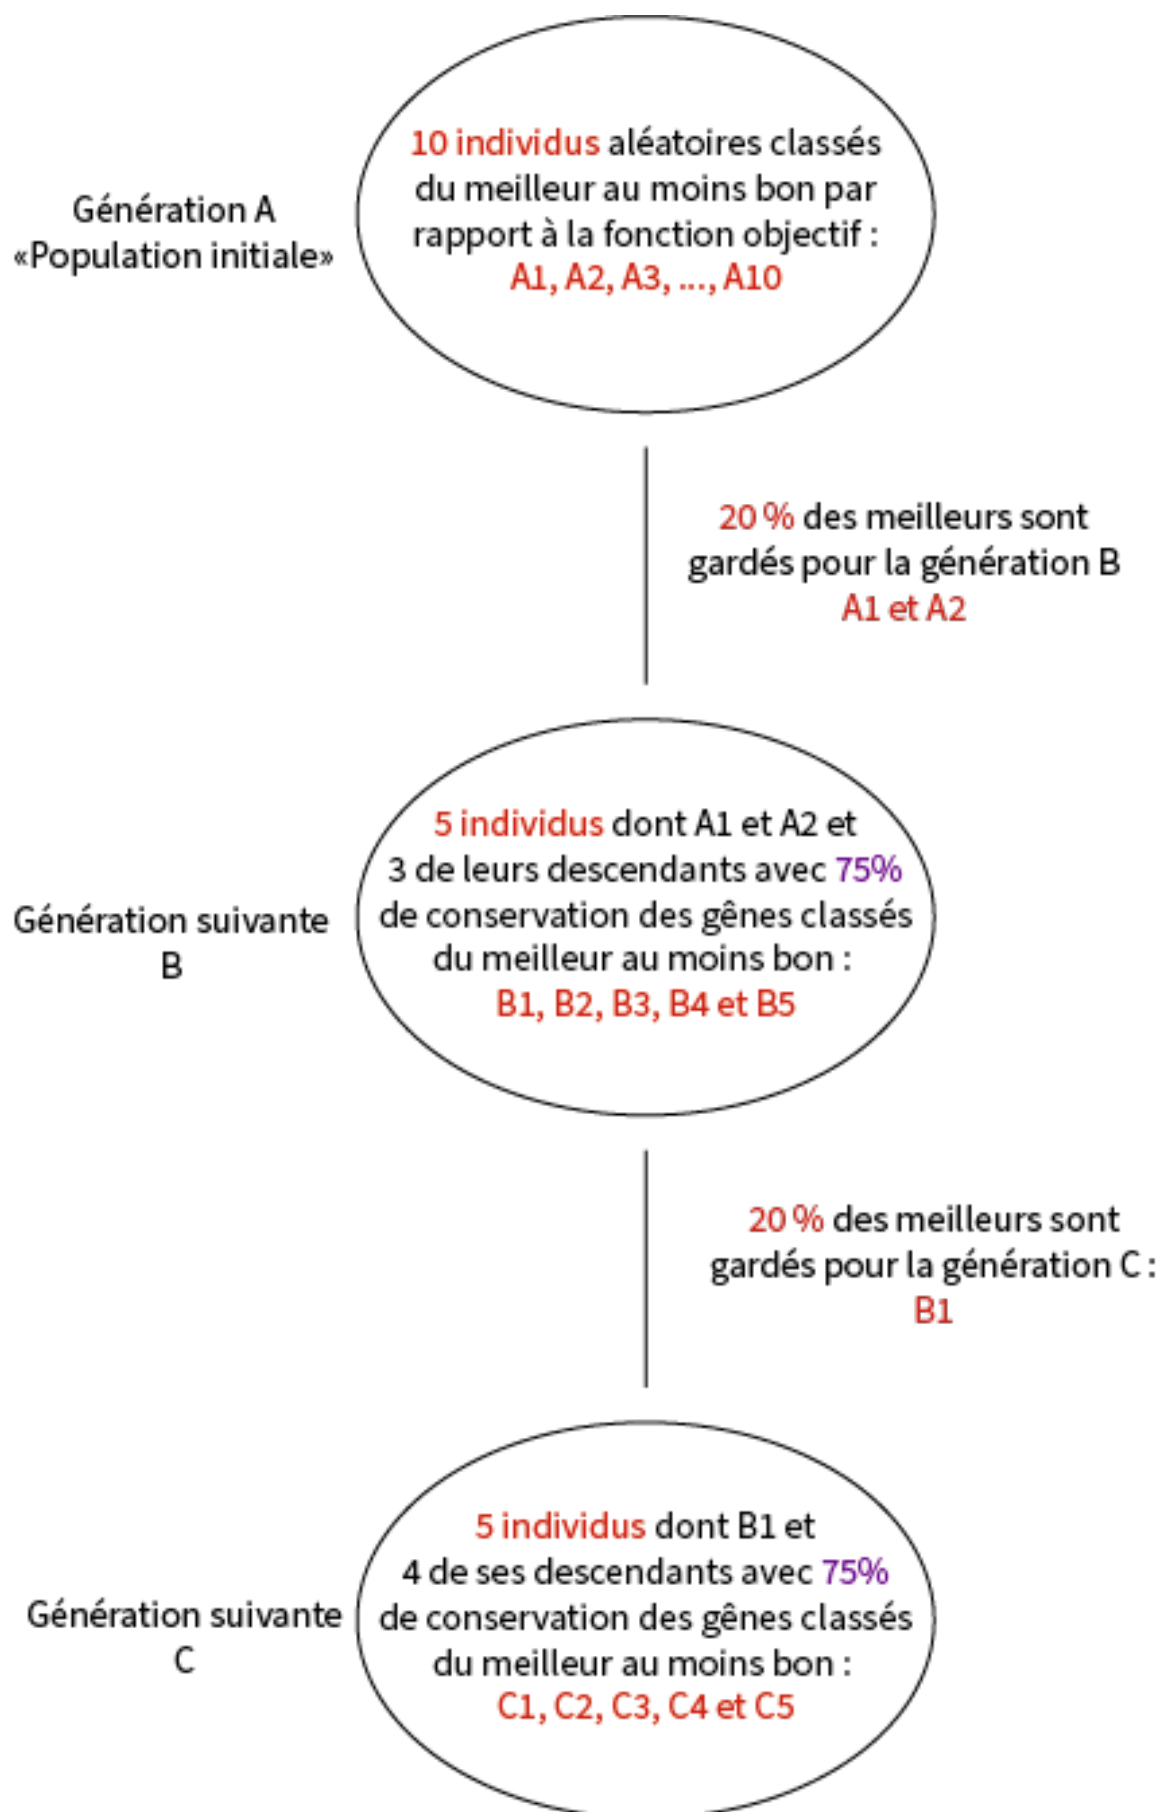 10 individus aléatoires classés
du meilleur au moins bon par
rapport à la fonction objectif :
A1, A2, A3, ..., A10
Génération A
«Population initiale»
20 % des meilleurs sont
gardés pour la génération B
A1 et A2
5 individus dont A1 et A2 et
3 de leurs descendants avec 75%
de conservation des gênes classés
du meilleur au moins bon :
B1, B2, B3, B4 et B5
Génération suivante
B
20 % des meilleurs sont
gardés pour la génération C :
B1
5 individus dont B1 et
4 de ses descendants avec 75%
de conservation des gênes classés
du meilleur au moins bon :
C1, C2, C3, C4 et C5
Génération suivante
C